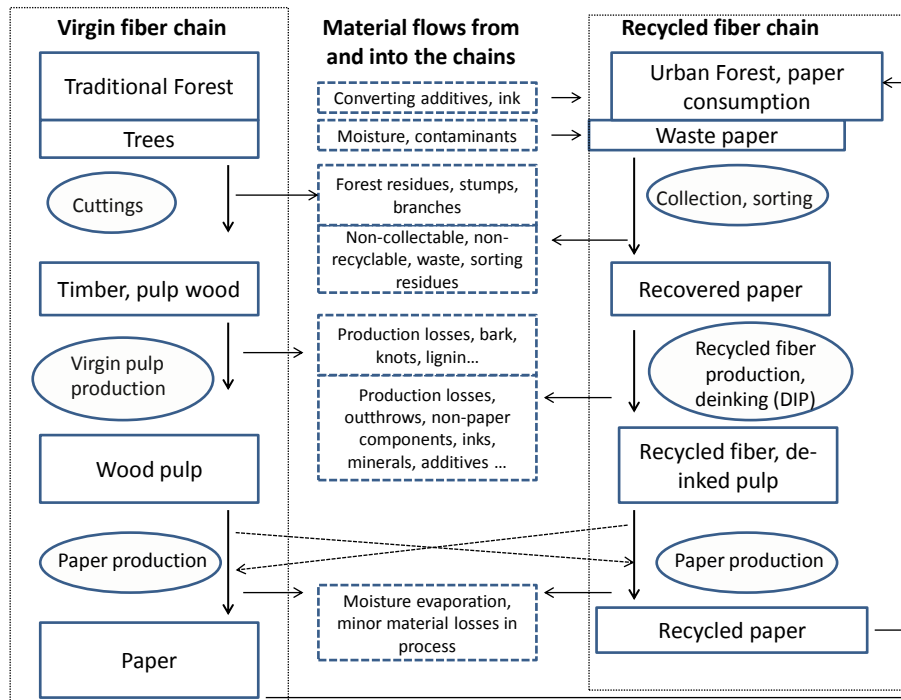 Virgin fiber chain
Traditional Forest
Trees
Cuttings
Timber, pulp wood
Virgin pulp
production
Wood pulp
Paper production
Paper
Material flows from
and into the chains
Converting additives, ink
Moisture, contaminants
Forest residues, stumps,
branches
Non-collectable, non-
recyclable, waste, sorting
residues
Production losses, bark,
knots, lignin...
Production losses,
outthrows, non-paper
components, inks,
minerals, additives ...
Moisture evaporation,
minor material losses in
process
Recycled fiber chain
Urban Forest, paper
consumption
Waste paper
Collection, sorting
Recovered paper
Recycled fiber
production,
deinking (DIP)
Recycled fiber, de-
inked pulp
Paper production
Recycled paper